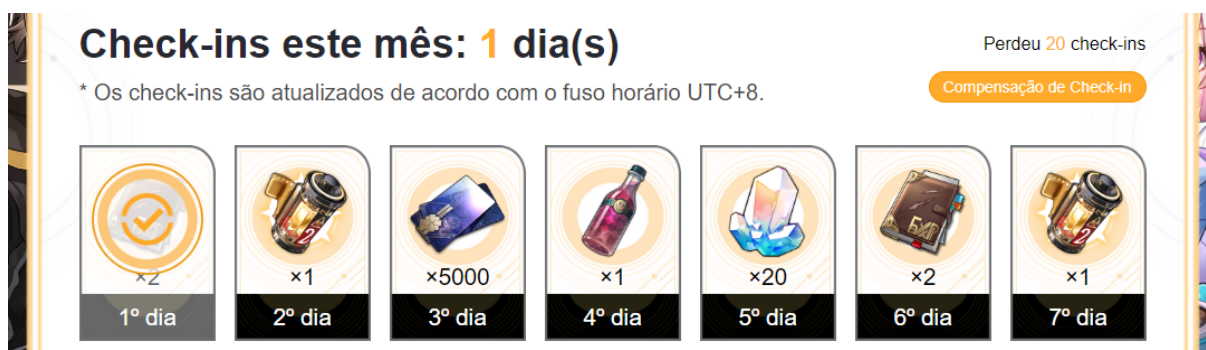 Check-ins este mês: 1 dia(s)
Perdeu 20 check-ins
* Os check-ins são atualizados de acordo com o fuso horário UTC+8.
Compensação de Check-in
×2
×1
×5000
×1
×20
×2
×1
1º dia
2º dia
3º dia
4º dia
5º dia
6º dia
7º dia